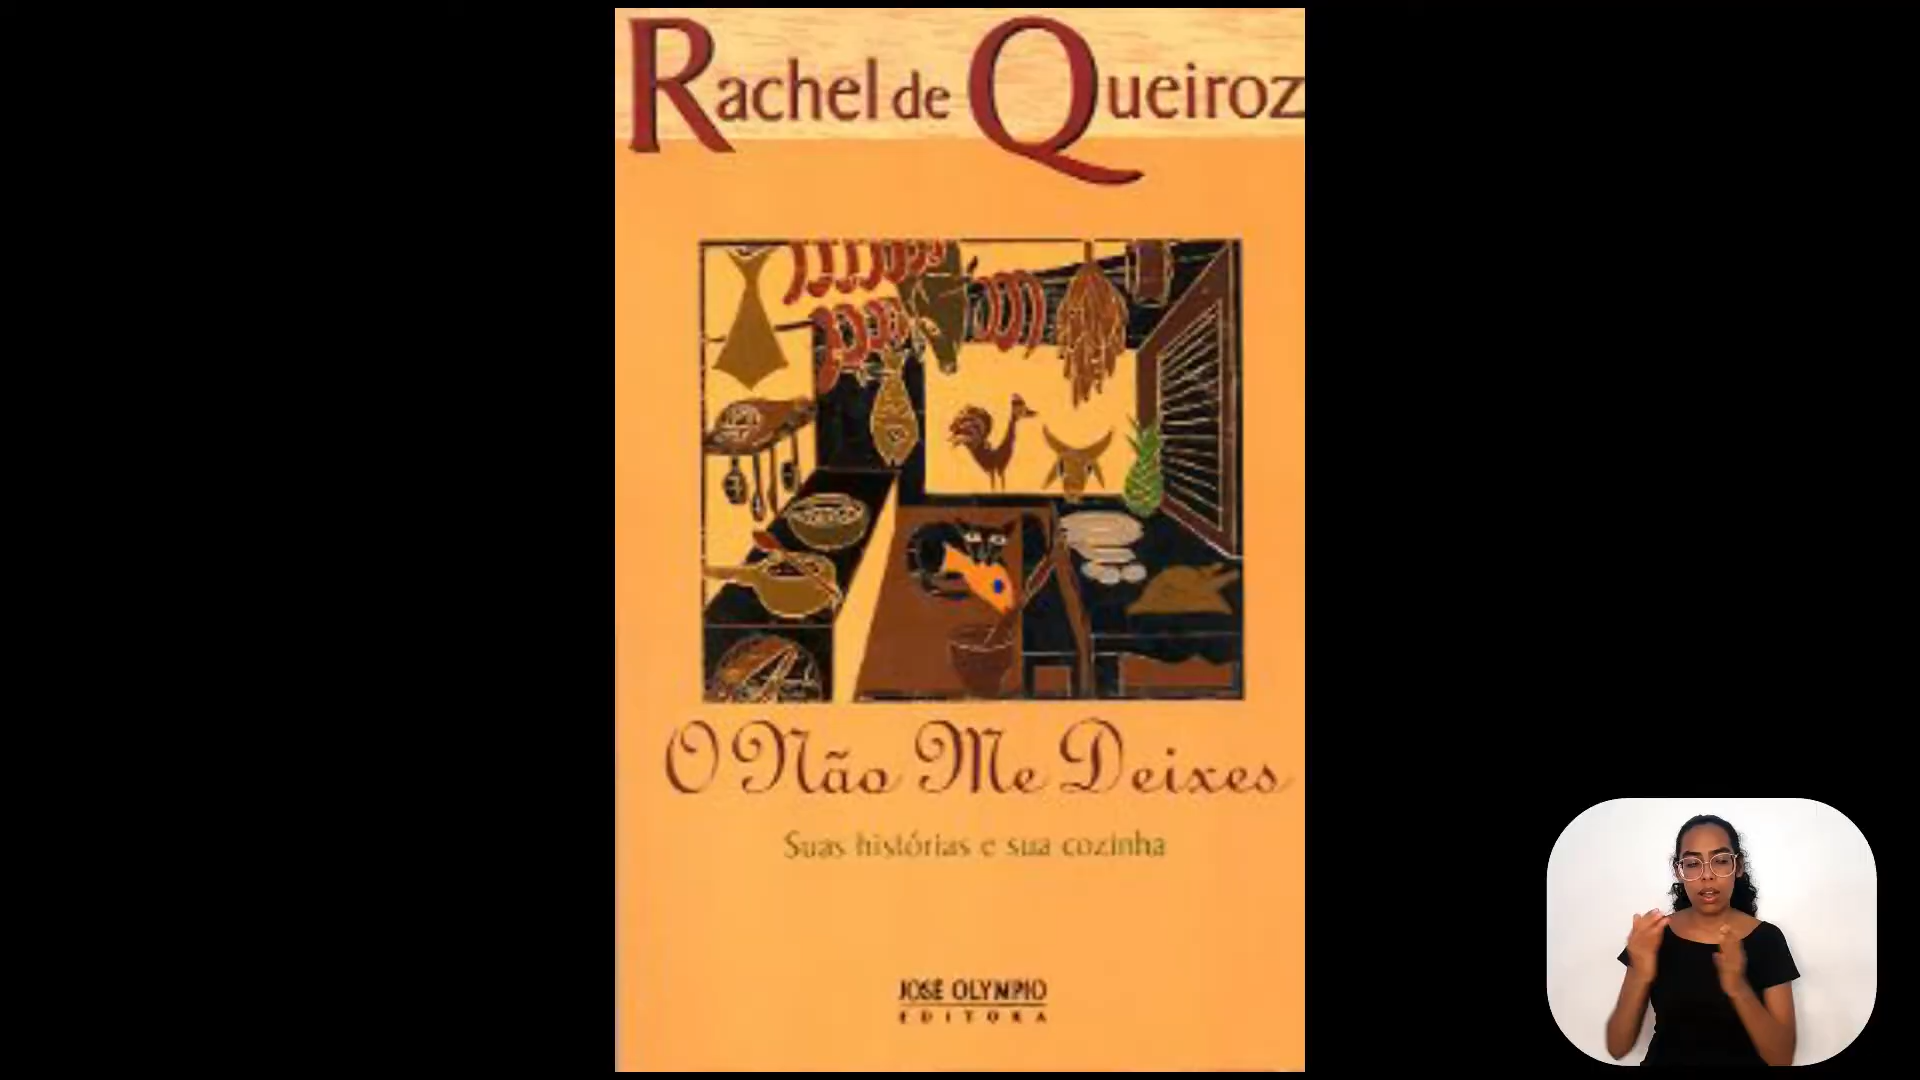 Rachel de Queiroz
O Não Me Deixes
Suas histórias e sua cozinha
JOSÉ OLYMPIO
EDITORA